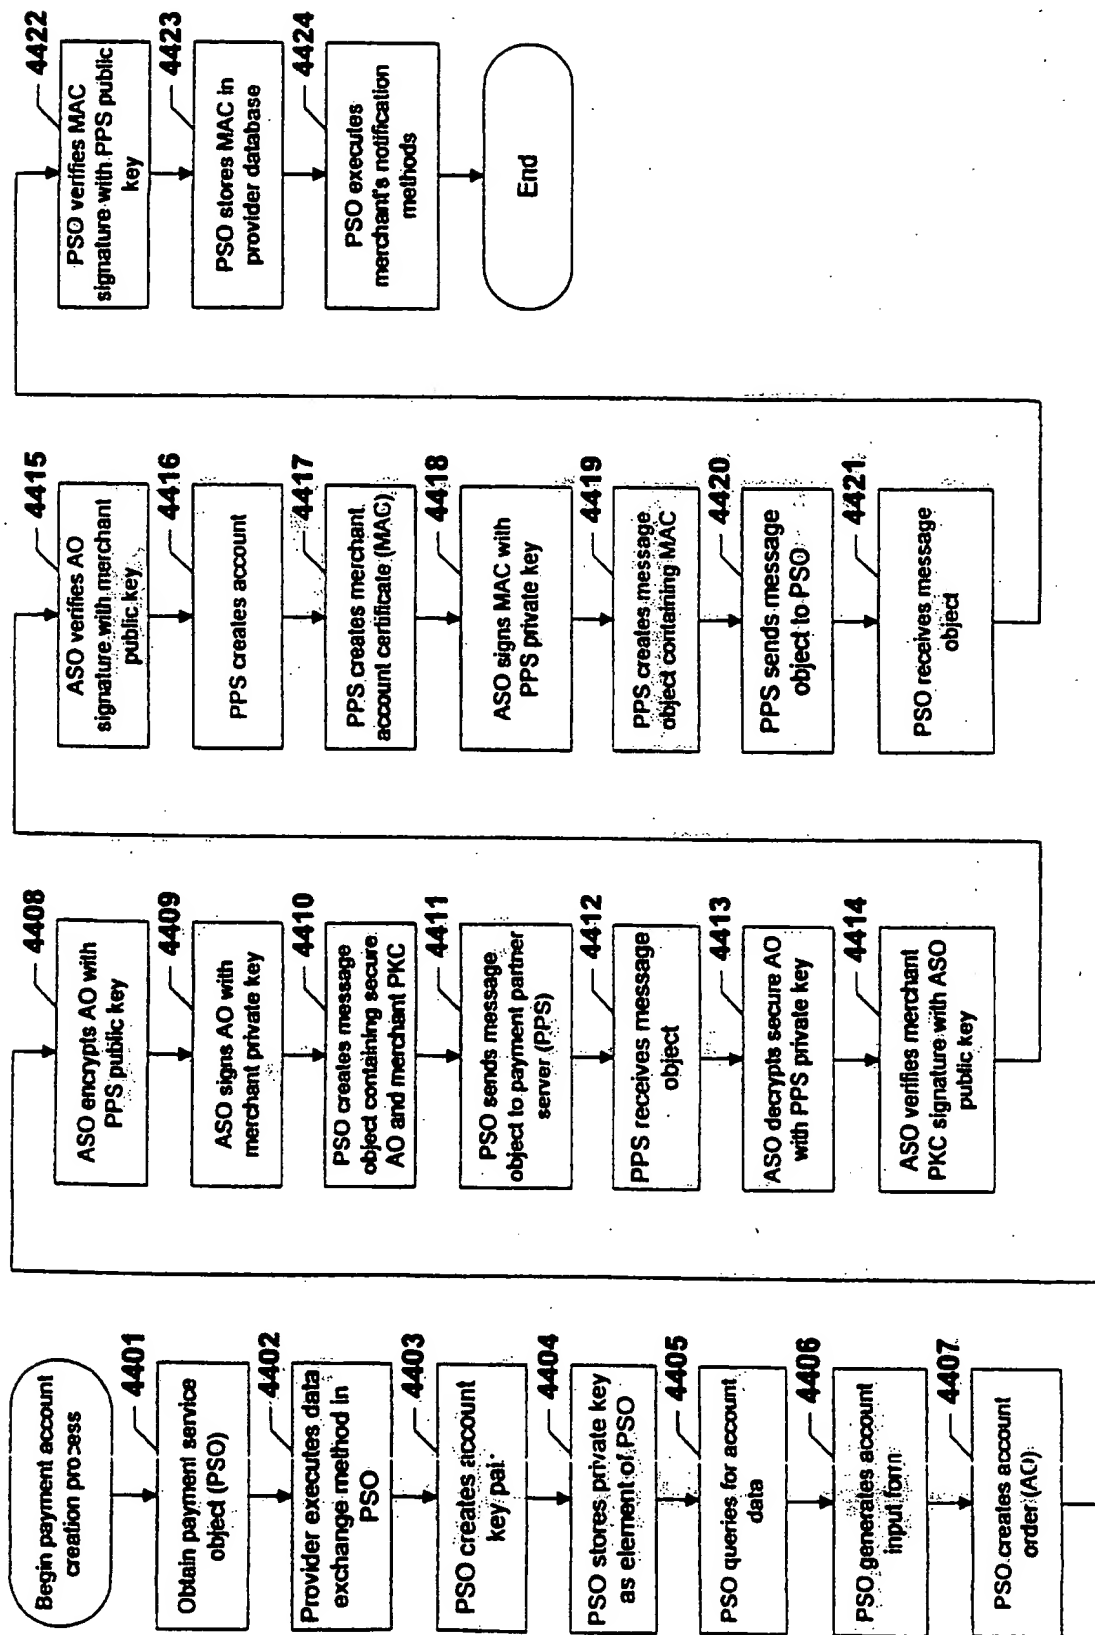 Begin payment account
creation process
4401
Obtain payment service
object (PSO)
4402
Provider executes data
exchange method in
PSO
4403
PSO creates account
key pai.
4404
PSO stores private key
as element of PSO
4405
PSO queries for account
data
4406
PSO generates account
input form
4407
PSO creates account
order (AO)
4408
ASO encrypts AO with
PPS public key
4409
ASO signs AO with
merchant private key
4410
PSO creates message
object containing secure
AO and merchant PKC
4411
PSO sends message
object to payment partner
server (PPS)
4412
PPS receives message
object
4413
ASO decrypts secure AO
with PPS private key
4414
ASO verifies merchant
PKC signature with ASO
public key
4415
ASO verifies AO
signature with merchant
public key
4416
PPS creates account
4417
PPS creates merchant
account certificate (MAC)
4418
ASO signs MAC with
PPS private key
4419
PPS creates message
object containing MAC
4420
PPS sends message
object to PSO
4421
PSO receives message
object
4422
PSO verifies MAC
signature with PPS public
key
4423
PSO stores MAC in
provider database
4424
PSO executes
merchant's notification
methods
End